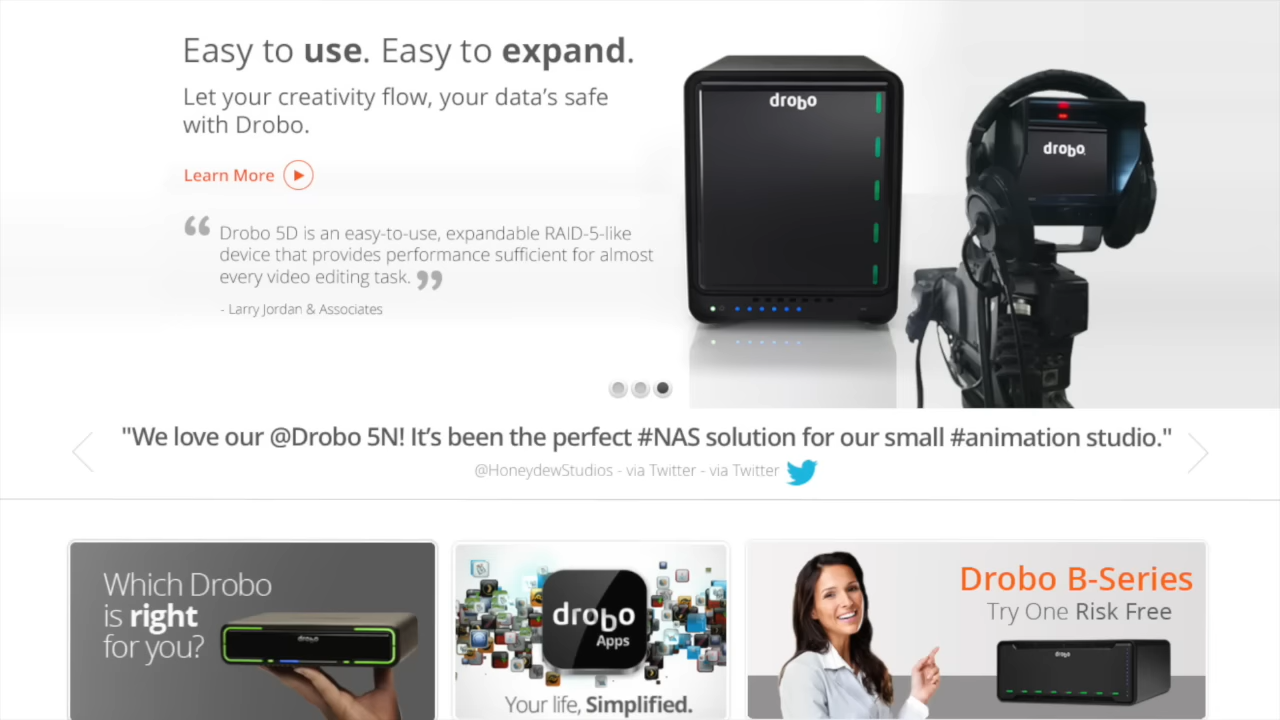 Easy to use. Easy to expand.
Let your creativity flow, your data's safe
with Drobo.
Learn More
“ Drobo 5D is an easy-to-use, expandable RAID-5-like
device that provides performance sufficient for almost
every video editing task. ”
- Larry Jordan & Associates
drobo
drobo
"We love our @Drobo 5N! It’s been the perfect #NAS solution for our small #animation studio."
@HoneydewStudios - via Twitter - via Twitter
Which Drobo
is right
for you?
drobo
drobo
Apps
Your life, Simplified.
Drobo B-Series
Try One Risk Free
drobo